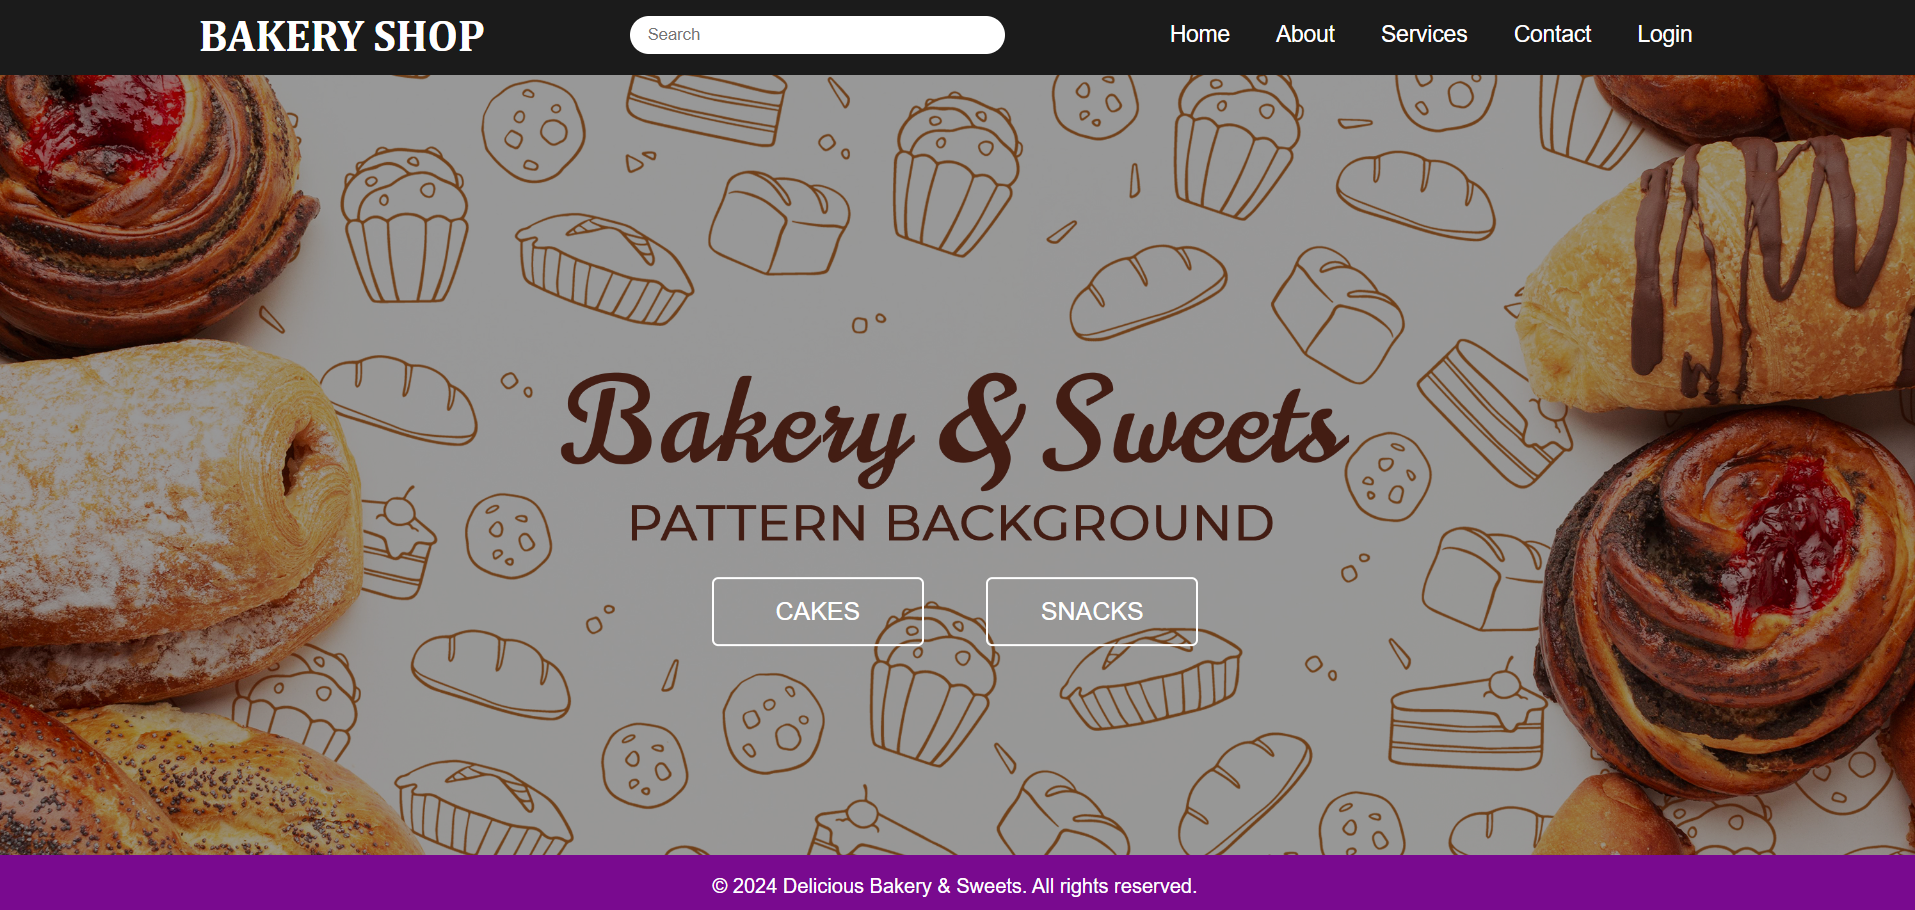 BAKERY SHOP
Search
Home About Services Contact Login
Bakery & Sweets
PATTERN BACKGROUND
CAKES SNACKS
© 2024 Delicious Bakery & Sweets. All rights reserved.